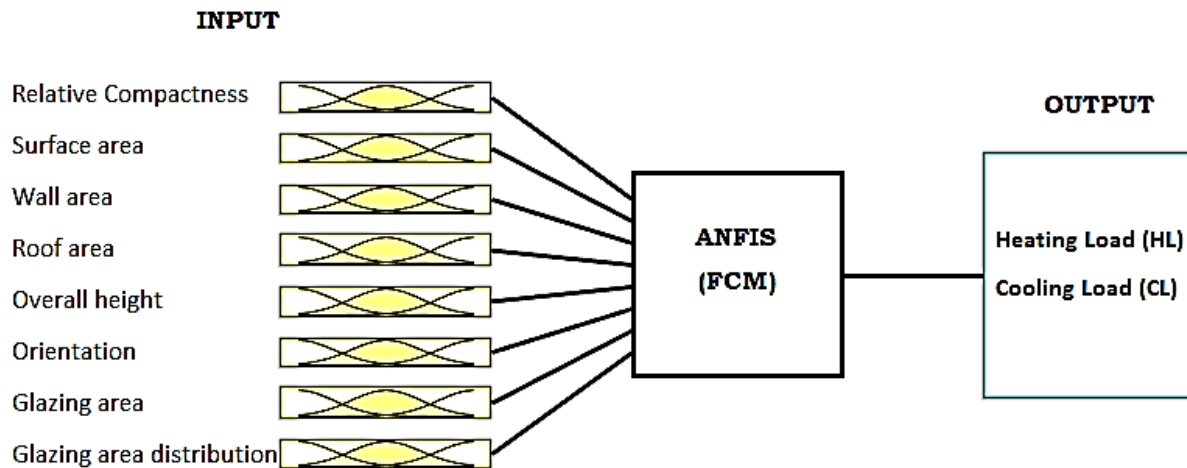 INPUT
Relative Compactness
Surface area
Wall area
Roof area
Overall height
Orientation
Glazing area
Glazing area distribution
ANFIS
(FCM)
OUTPUT
Heating Load (HL)
Cooling Load (CL)